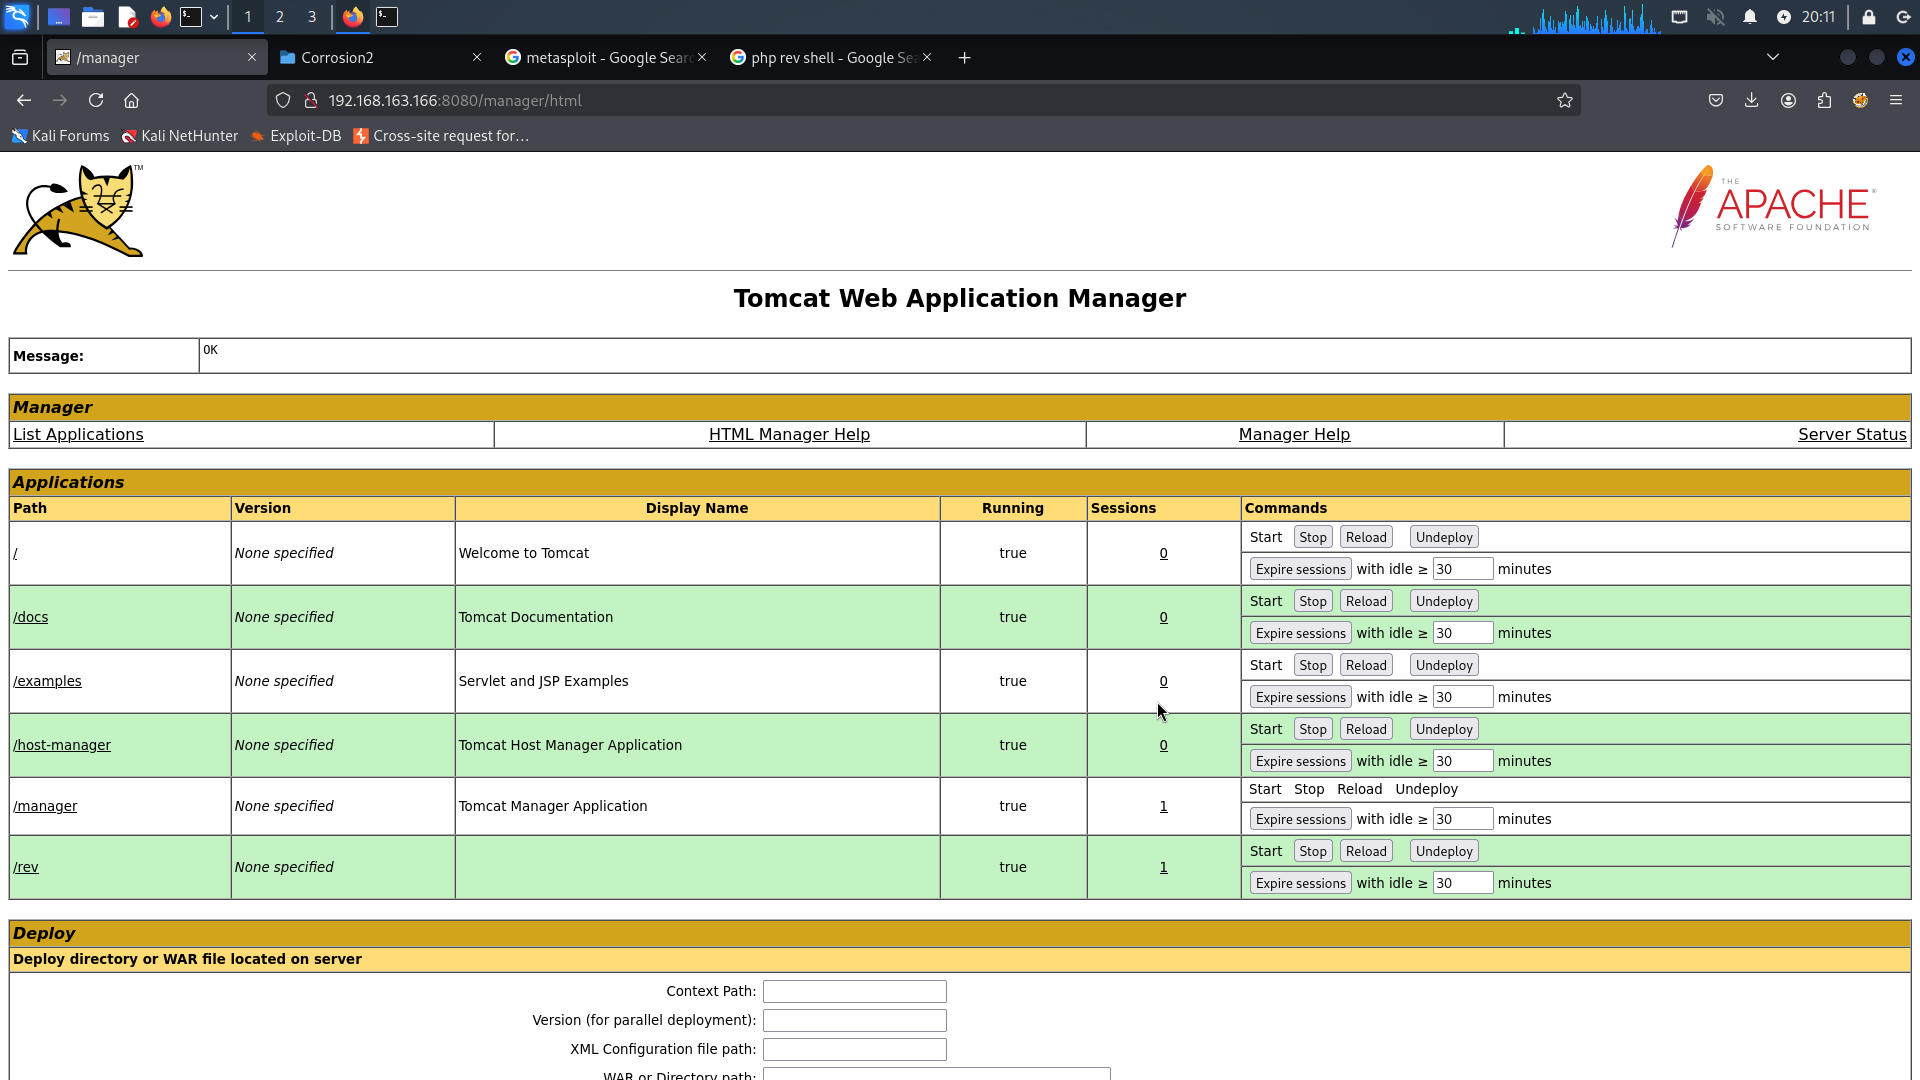 1 2 3 20:11
/manager Corrosion2 metasploit - Google Sear php rev shell - Google Se
192.168.163.166:8080/manager/html
Kali Forums Kali NetHunter Exploit-DB Cross-site request for…
TM
THE
APACHE®
SOFTWARE FOUNDATION
Tomcat Web Application Manager
Message: OK
Manager
List Applications HTML Manager Help Manager Help Server Status
Applications
Path Version Display Name Running Sessions Commands
Start Stop Reload Undeploy
/ None specified Welcome to Tomcat true 0
Expire sessions with idle ≥ 30 minutes
Start Stop Reload Undeploy
/docs None specified Tomcat Documentation true 0
Expire sessions with idle ≥ 30 minutes
Start Stop Reload Undeploy
/examples None specified Servlet and JSP Examples true 0
Expire sessions with idle ≥ 30 minutes
Start Stop Reload Undeploy
/host-manager None specified Tomcat Host Manager Application true 0
Expire sessions with idle ≥ 30 minutes
Start Stop Reload Undeploy
/manager None specified Tomcat Manager Application true 1
Expire sessions with idle ≥ 30 minutes
Start Stop Reload Undeploy
/rev None specified true 1
Expire sessions with idle ≥ 30 minutes
Deploy
Deploy directory or WAR file located on server
Context Path:
Version (for parallel deployment):
XML Configuration file path:
WAR or Directory path: